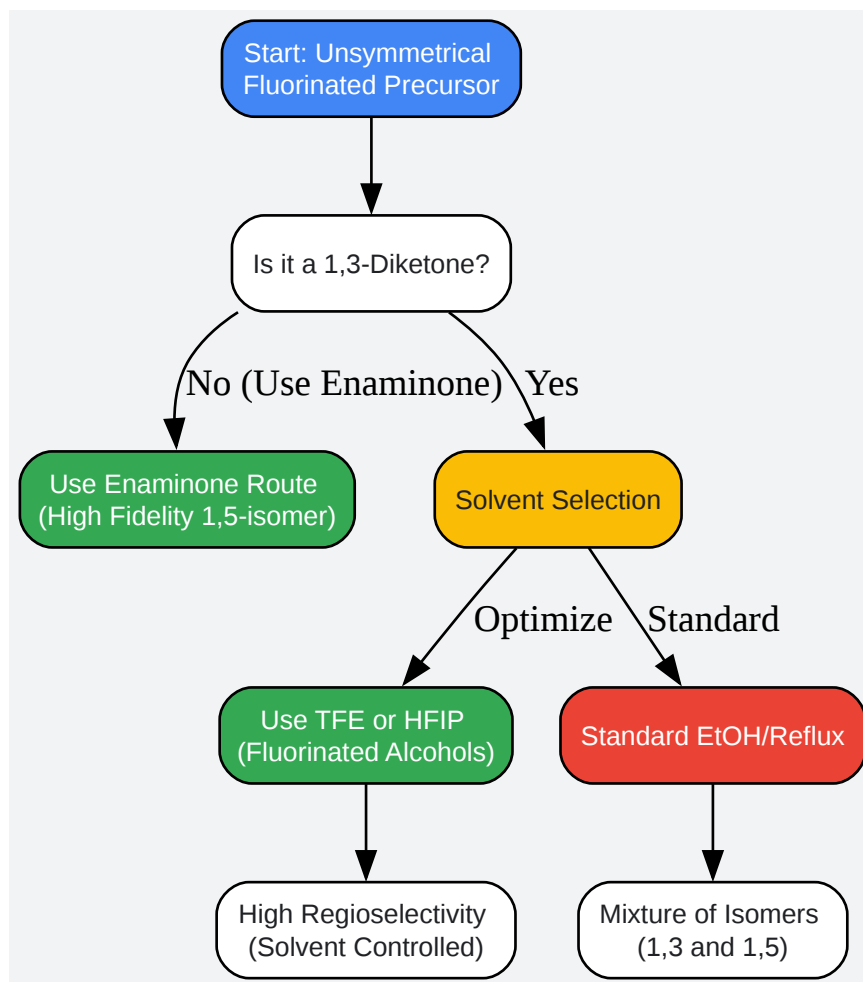 Start: Unsymmetrical
Fluorinated Precursor
Is it a 1,3-Diketone?
No (Use Enaminone)
Yes
Use Enaminone Route
(High Fidelity 1,5-isomer)
Solvent Selection
Optimize
Standard
Use TFE or HFIP
(Fluorinated Alcohols)
Standard EtOH/Reflux
High Regioselectivity
(Solvent Controlled)
Mixture of Isomers
(1,3 and 1,5)